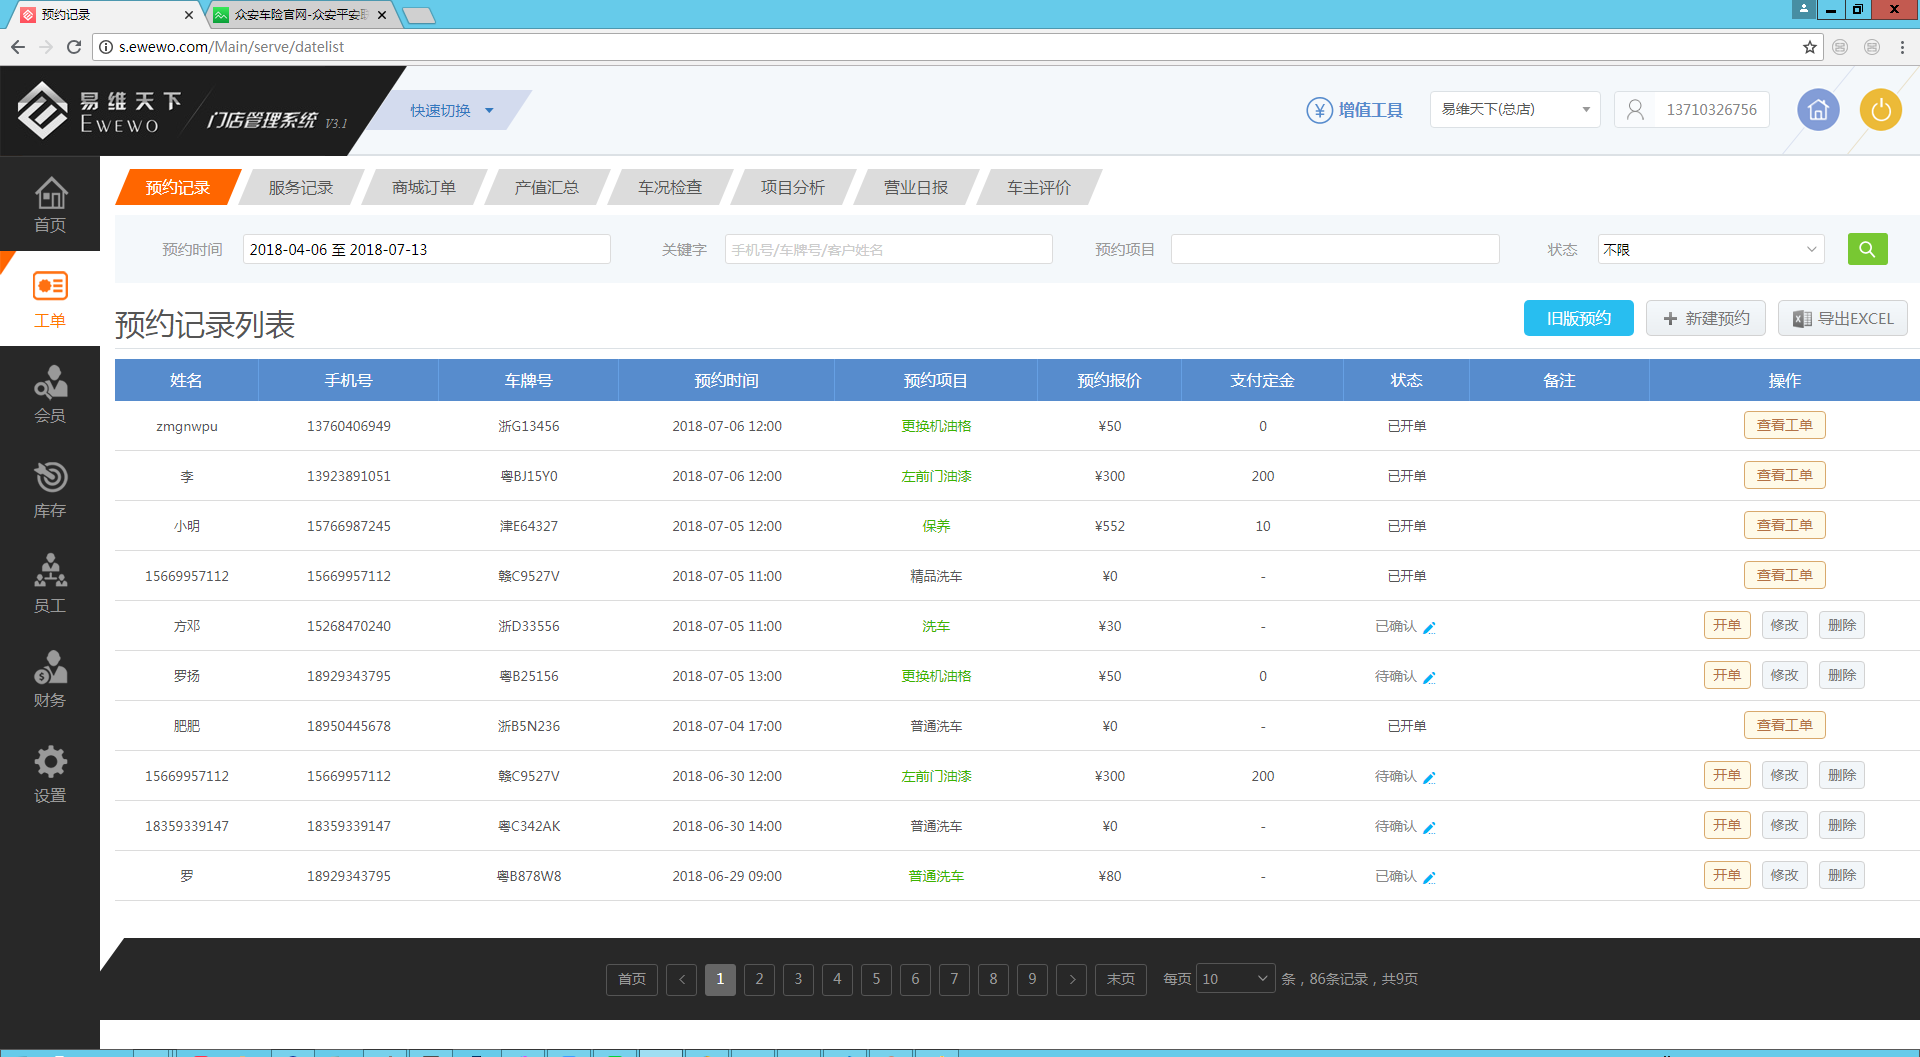 预约记录
众安车险官网-众安平安联
s.ewewo.com/Main/serve/datelist
易维天下
EWEWO
门店管理系统 V3.1
快速切换
增值工具
易维天下(总店)
13710326756
首页
工单
会员
库存
员工
财务
设置
预约记录 服务记录 商城订单 产值汇总 车况检查 项目分析 营业日报 车主评价
预约时间 2018-04-06 至 2018-07-13 关键字 手机号/车牌号/客户姓名 预约项目 状态 不限
预约记录列表
旧版预约 新建预约 导出EXCEL
姓名 手机号 车牌号 预约时间 预约项目 预约报价 支付定金 状态 备注 操作
zmgnwpu 13760406949 浙G13456 2018-07-06 12:00 更换机油格 ¥50 0 已开单 查看工单
李 13923891051 粤BJ15Y0 2018-07-06 12:00 左前门油漆 ¥300 200 已开单 查看工单
小明 15766987245 津E64327 2018-07-05 12:00 保养 ¥552 10 已开单 查看工单
15669957112 15669957112 赣C9527V 2018-07-05 11:00 精品洗车 ¥0 - 已开单 查看工单
方邓 15268470240 浙D33556 2018-07-05 11:00 洗车 ¥30 - 已确认 开单 修改 删除
罗扬 18929343795 粤B25156 2018-07-05 13:00 更换机油格 ¥50 0 待确认 开单 修改 删除
肥肥 18950445678 浙B5N236 2018-07-04 17:00 普通洗车 ¥0 - 已开单 查看工单
15669957112 15669957112 赣C9527V 2018-06-30 12:00 左前门油漆 ¥300 200 待确认 开单 修改 删除
18359339147 18359339147 粤C342AK 2018-06-30 14:00 普通洗车 ¥0 - 待确认 开单 修改 删除
罗 18929343795 粤B878W8 2018-06-29 09:00 普通洗车 ¥80 - 已确认 开单 修改 删除
首页 < 1 2 3 4 5 6 7 8 9 > 末页 每页 10 条，86条记录，共9页